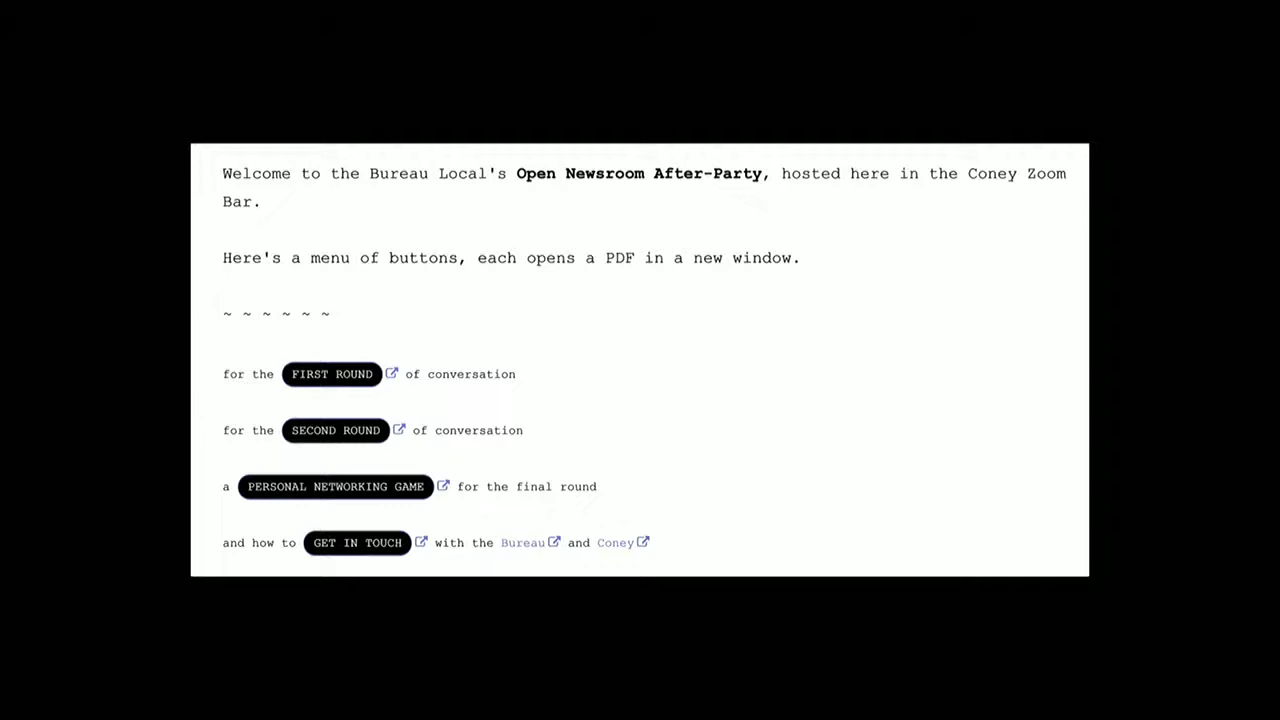 Welcome to the Bureau Local's Open Newsroom After-Party, hosted here in the Coney Zoom
Bar.
Here's a menu of buttons, each opens a PDF in a new window.
~ ~ ~ ~ ~ ~
for the FIRST ROUND of conversation
for the SECOND ROUND of conversation
a PERSONAL NETWORKING GAME for the final round
and how to GET IN TOUCH with the Bureau and Coney